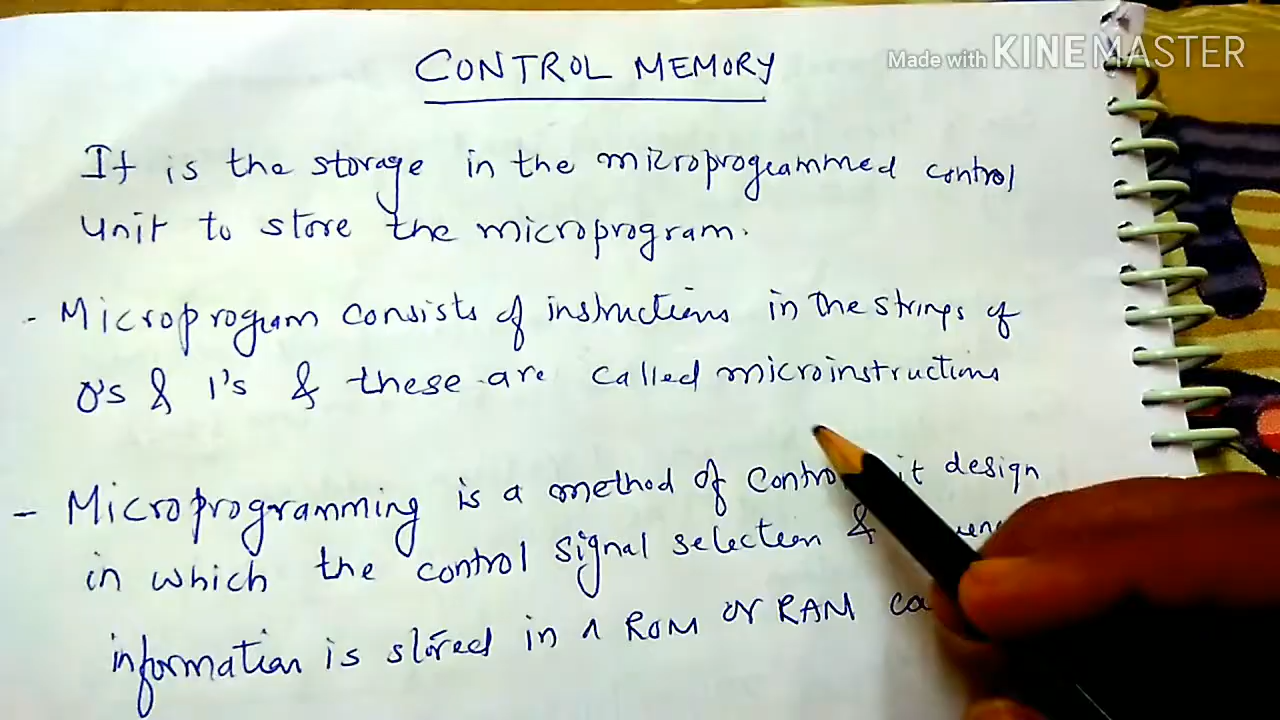 CONTROL MEMORY
Made with KINEMASTER
It is the storage in the microprogrammed control
unit to store the microprogram.
- Microprogram consists of instructions in the strings of
0's & 1's & these are called microinstructions
- Microprogramming is a method of control design
in which the control signal selection &
information is stored in a ROM or RAM